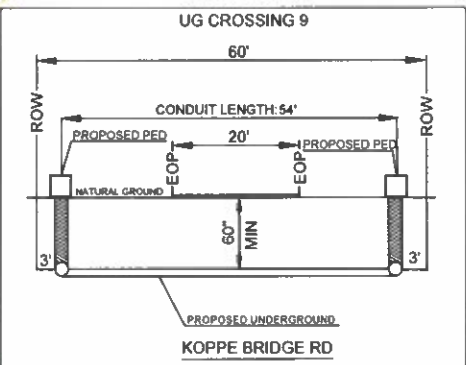 UG CROSSING 9
60'
ROW
ROW
CONDUIT LENGTH: 54'
PROPOSED PED
20'
PROPOSED PED
EOP
EOP
NATURAL GROUND
60"
MIN
3'
3'
PROPOSED UNDERGROUND
KOPPE BRIDGE RD